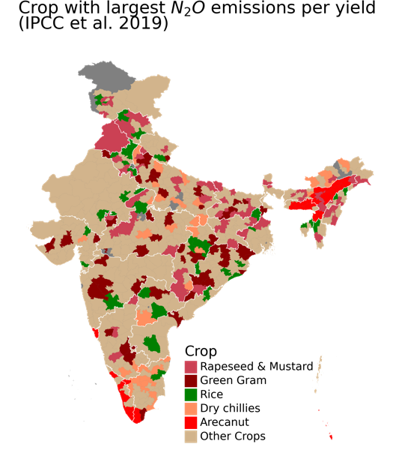 Crop with largest N₂O emissions per yield
(IPCC et al. 2019)
Crop
Rapeseed & Mustard
Green Gram
Rice
Dry chillies
Arecanut
Other Crops